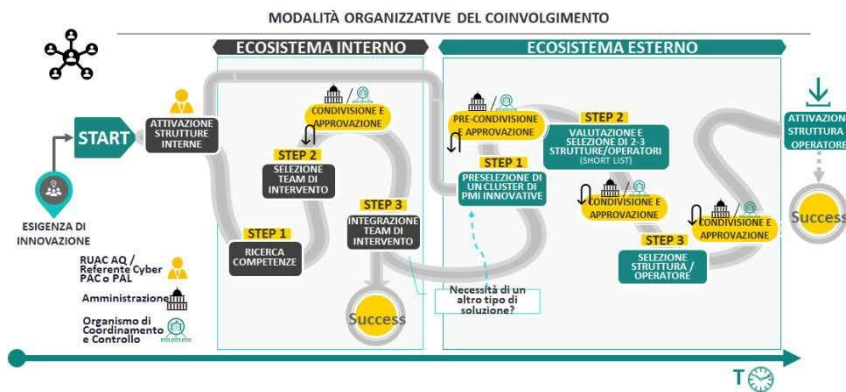 MODALITÀ ORGANIZZATIVE DEL COINVOLGIMENTO
ECOSISTEMA INTERNO
ECOSISTEMA ESTERNO
START
ESIGENZA DI
INNOVAZIONE
ATTIVAZIONE
STRUTTURE
INTERNE
STEP 1
RICERCA
COMPETENZE
STEP 2
SELEZIONE
TEAM DI
INTERVENTO
/
CONDIVISIONE E
APPROVAZIONE
STEP 3
INTEGRAZIONE
TEAM DI
INTERVENTO
Success
Necessità di un
altro tipo di
soluzione?
/
PRE-CONDIVISIONE
E APPROVAZIONE
STEP 1
PRESELEZIONE DI
UN CLUSTER DI
PMI INNOVATIVE
STEP 2
VALUTAZIONE E
SELEZIONE DI 2-3
STRUTTURE/OPERATORI
(SHORT LIST)
/
CONDIVISIONE E
APPROVAZIONE
STEP 3
SELEZIONE
STRUTTURA /
OPERATORE
/
CONDIVISIONE E
APPROVAZIONE
ATTIVAZION
STRUTTURA
OPERATORE
Success
RUAC AQ /
Referente Cyber
PAC o PAL
Amministrazione
Organismo di
Coordinamento
e Controllo
T